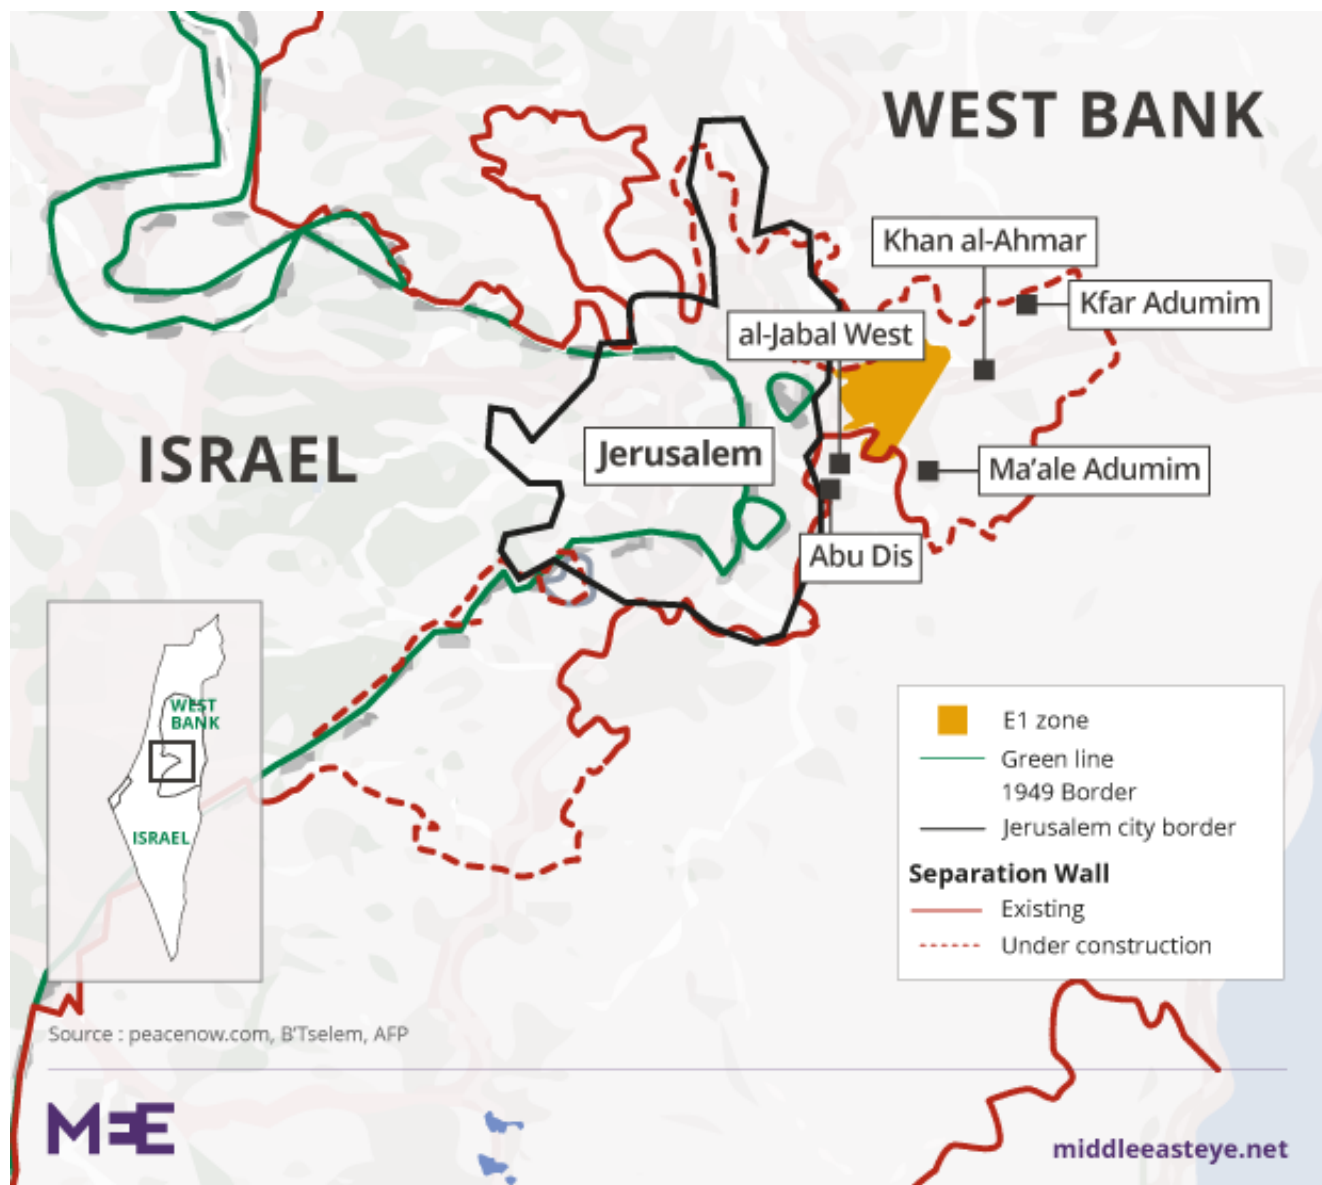 WEST BANK
Khan al-Ahmar
Kfar Adumim
al-Jabal West
ISRAEL
Jerusalem
Ma'ale Adumim
Abu Dis
WEST
BANK
ISRAEL
E1 zone
Green line
1949 Border
Jerusalem city border
Separation Wall
Existing
Under construction
Source : peacenow.com, B'Tselem, AFP
MEE
middleeasteye.net